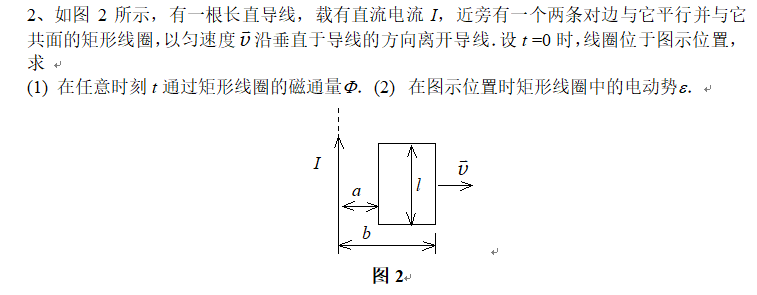 2、如图 2 所示，有一根长直导线，载有直流电流 I，近旁有一个两条对边与它平行并与它
共面的矩形线圈，以匀速度 v̄ 沿垂直于导线的方向离开导线．设 t =0 时，线圈位于图示位置，
求
(1) 在任意时刻 t 通过矩形线圈的磁通量Φ. (2) 在图示位置时矩形线圈中的电动势ε.
I
a
l
v̄
b
图 2